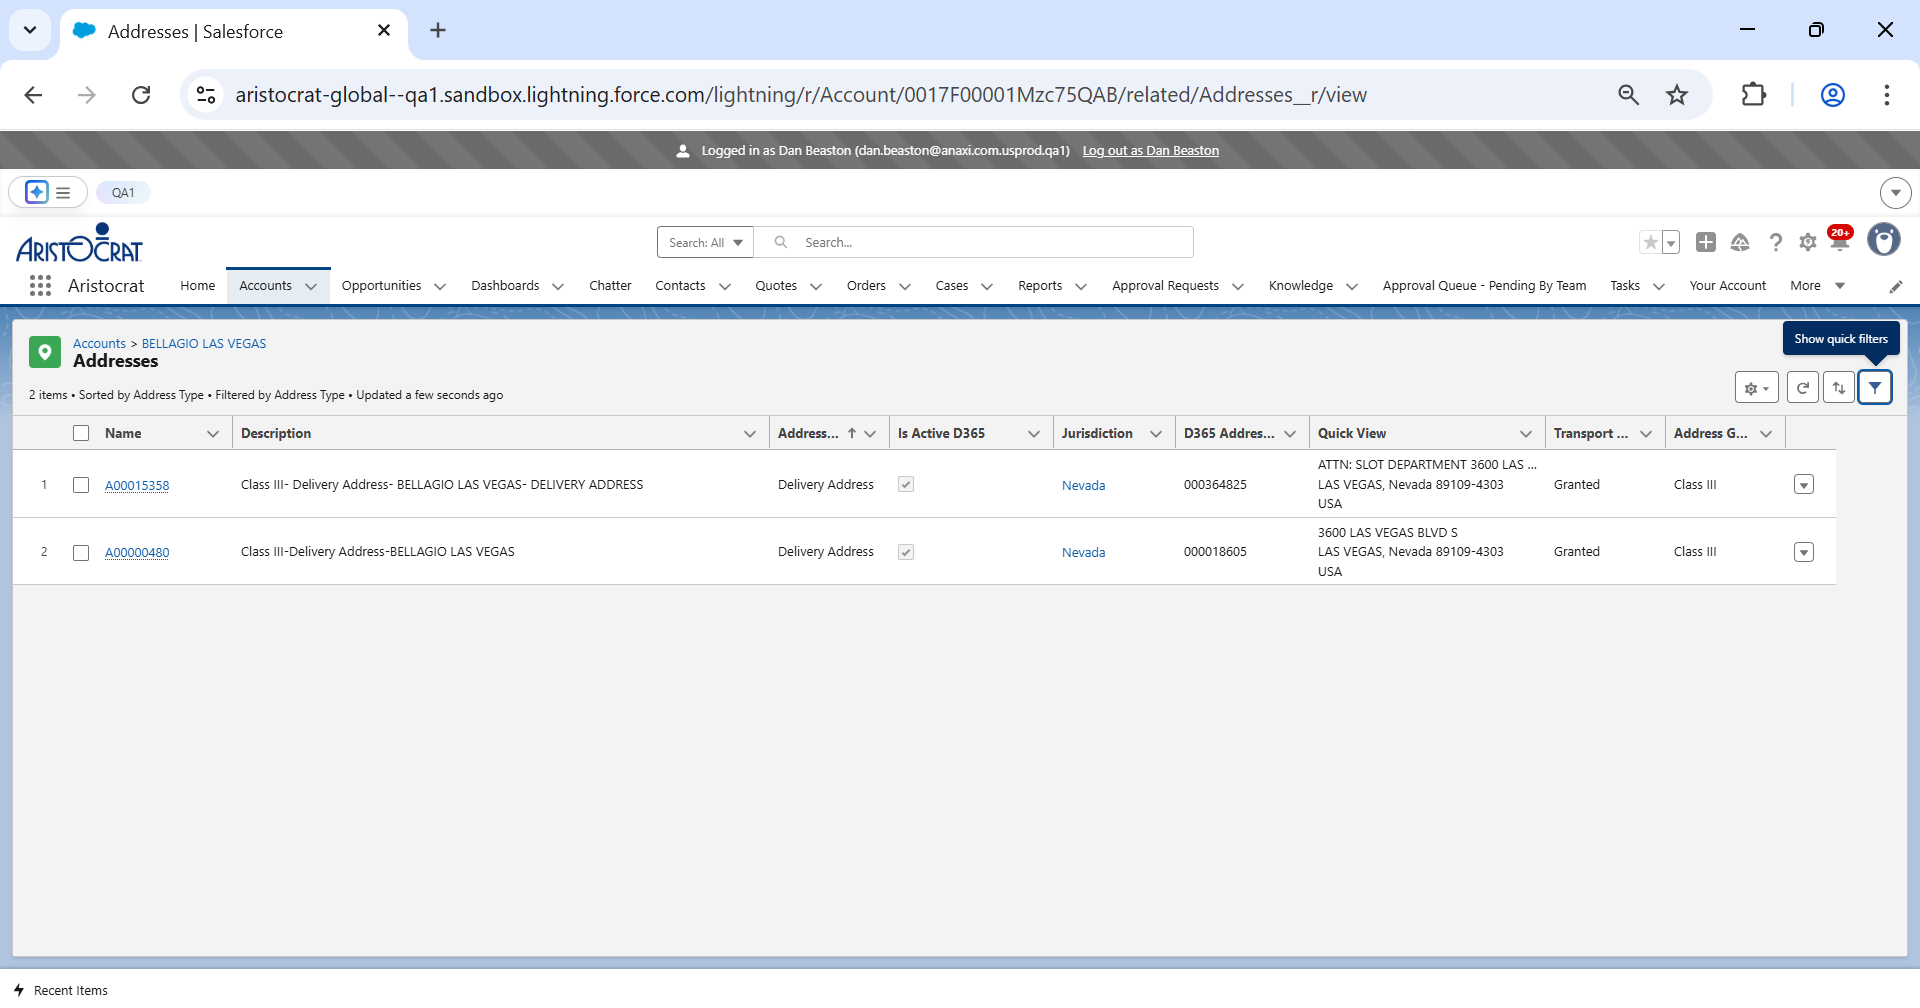 Addresses | Salesforce
aristocrat-global--qa1.sandbox.lightning.force.com/lightning/r/Account/0017F00001Mzc75QAB/related/Addresses__r/view
Logged in as Dan Beaston (dan.beaston@anaxi.com.usprod.qa1) Log out as Dan Beaston
QA1
ARISTOCRAT
Search: All
Search...
20+
Aristocrat
Home
Accounts
Opportunities
Dashboards
Chatter
Contacts
Quotes
Orders
Cases
Reports
Approval Requests
Knowledge
Approval Queue - Pending By Team
Tasks
Your Account
More
Accounts > BELLAGIO LAS VEGAS
Addresses
Show quick filters
2 items • Sorted by Address Type • Filtered by Address Type • Updated a few seconds ago
Name
Description
Address...
Is Active D365
Jurisdiction
D365 Addres...
Quick View
Transport ...
Address G...
1
A00015358
Class III- Delivery Address- BELLAGIO LAS VEGAS- DELIVERY ADDRESS
Delivery Address
Nevada
000364825
ATTN: SLOT DEPARTMENT 3600 LAS ...
LAS VEGAS, Nevada 89109-4303
USA
Granted
Class III
2
A00000480
Class III-Delivery Address-BELLAGIO LAS VEGAS
Delivery Address
Nevada
000018605
3600 LAS VEGAS BLVD S
LAS VEGAS, Nevada 89109-4303
USA
Granted
Class III
Recent Items